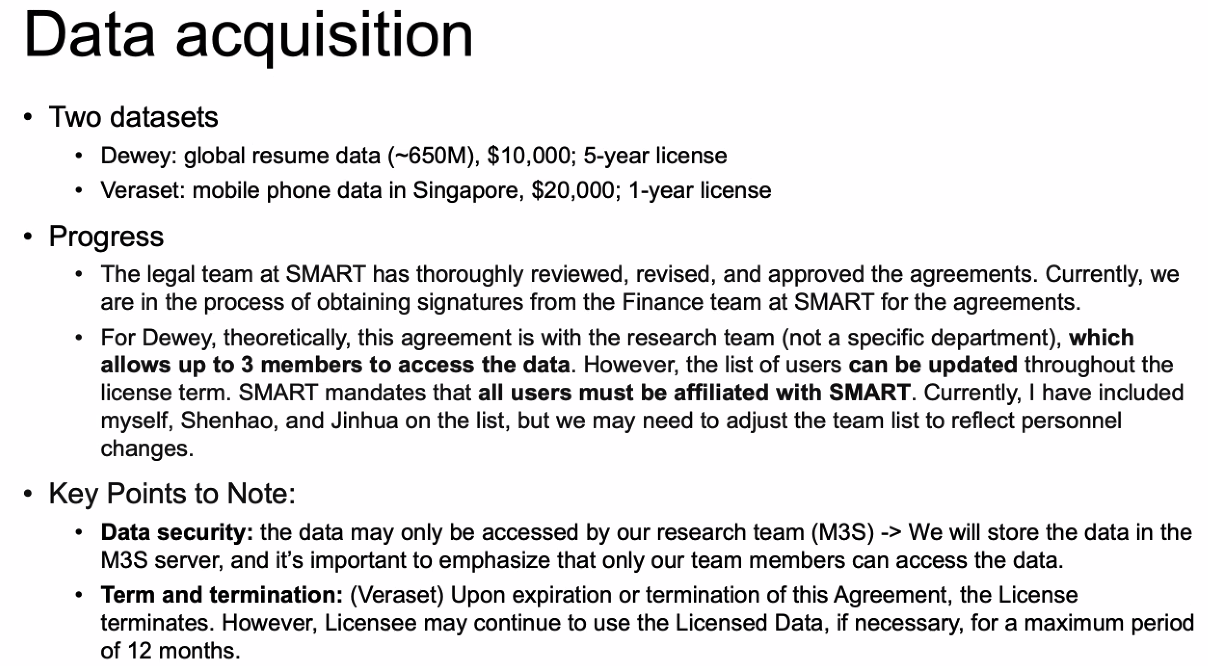 Data acquisition
• Two datasets
• Dewey: global resume data (~650M), $10,000; 5-year license
• Veraset: mobile phone data in Singapore, $20,000; 1-year license
• Progress
• The legal team at SMART has thoroughly reviewed, revised, and approved the agreements. Currently, we
are in the process of obtaining signatures from the Finance team at SMART for the agreements.
• For Dewey, theoretically, this agreement is with the research team (not a specific department), which
allows up to 3 members to access the data. However, the list of users can be updated throughout the
license term. SMART mandates that all users must be affiliated with SMART. Currently, I have included
myself, Shenhao, and Jinhua on the list, but we may need to adjust the team list to reflect personnel
changes.
• Key Points to Note:
• Data security: the data may only be accessed by our research team (M3S) -> We will store the data in the
M3S server, and it's important to emphasize that only our team members can access the data.
• Term and termination: (Veraset) Upon expiration or termination of this Agreement, the License
terminates. However, Licensee may continue to use the Licensed Data, if necessary, for a maximum period
of 12 months.